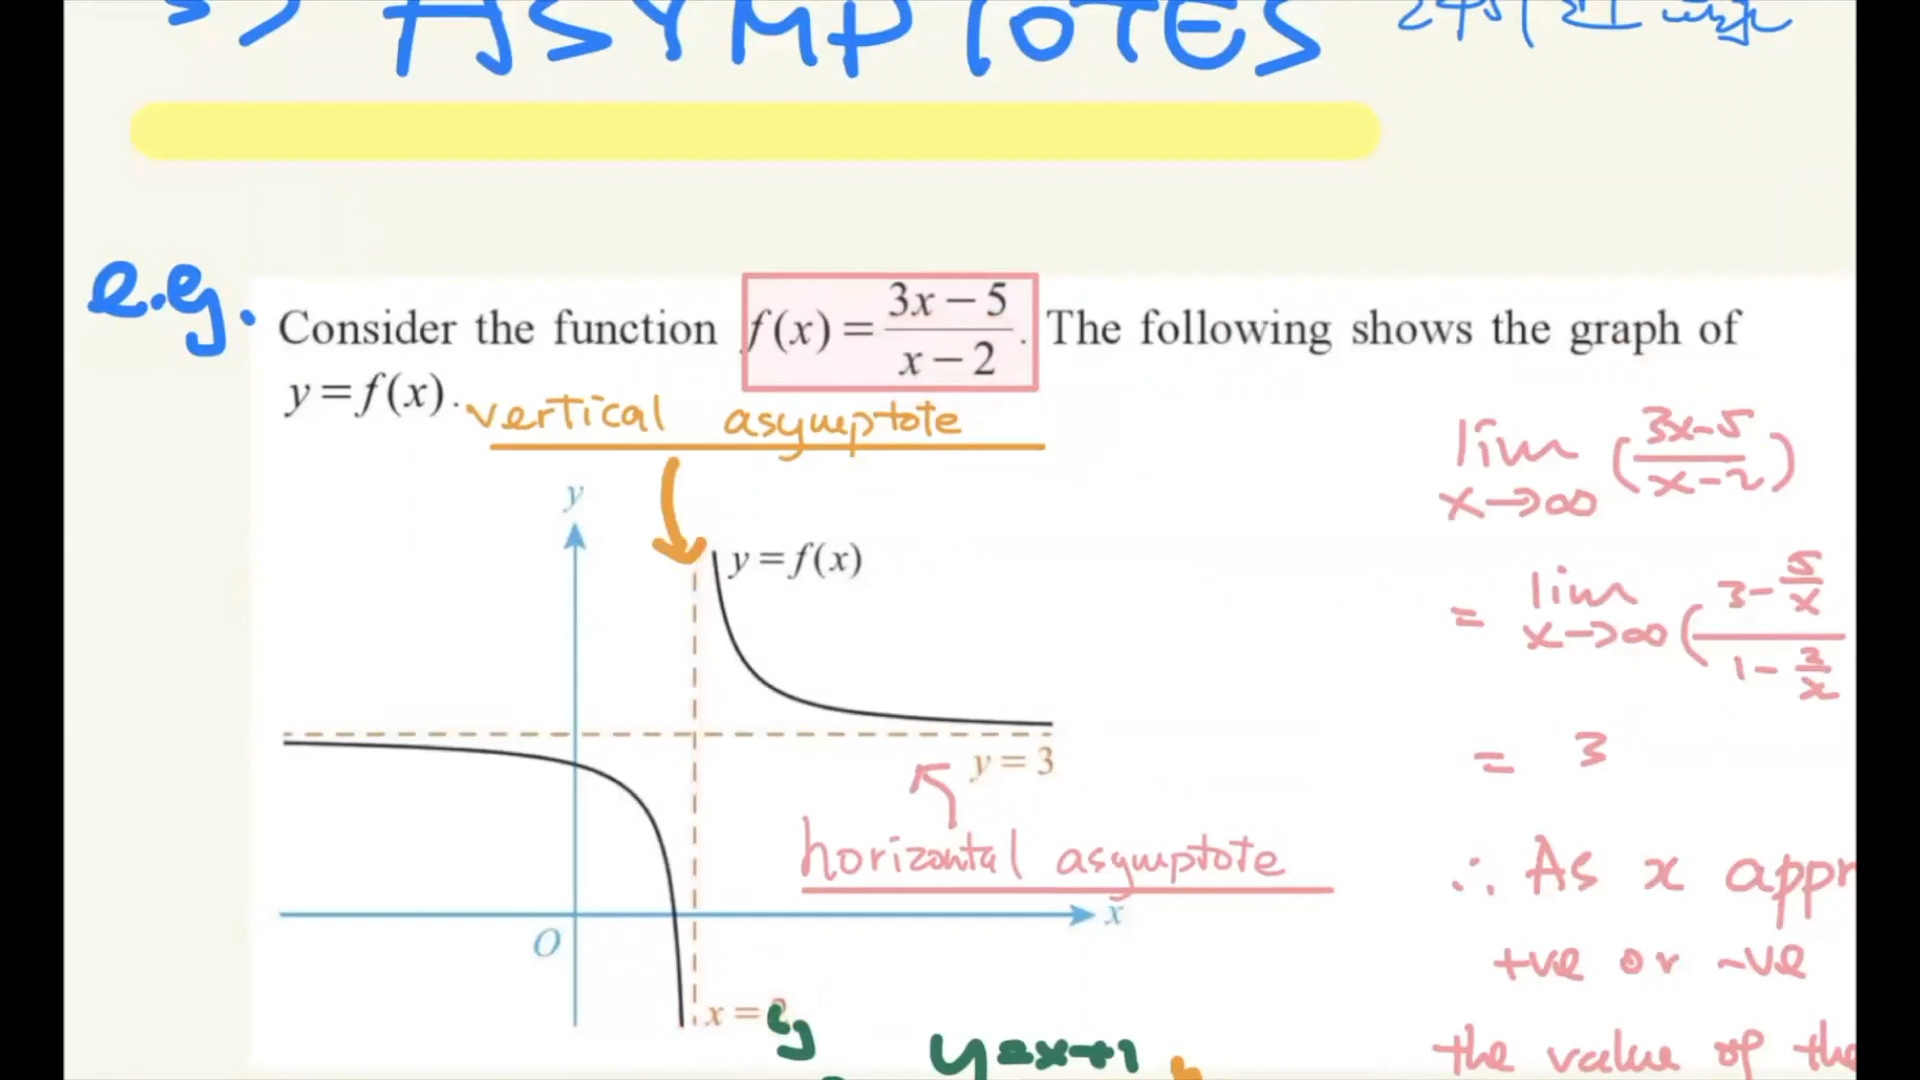 => ASYMPTOTES
e.g. Consider the function f(x) = (3x − 5)/(x − 2). The following shows the graph of
y = f(x).
vertical asymptote
y
y = f(x)
y = 3
horizontal asymptote
x
O
x =
y = x+1
lim x→∞ ((3x-5)/(x-2))
= lim x→∞ ((3 - 5/x)/(1 - 2/x)
= 3
∴ As x appr
+ve or -ve
the value of the